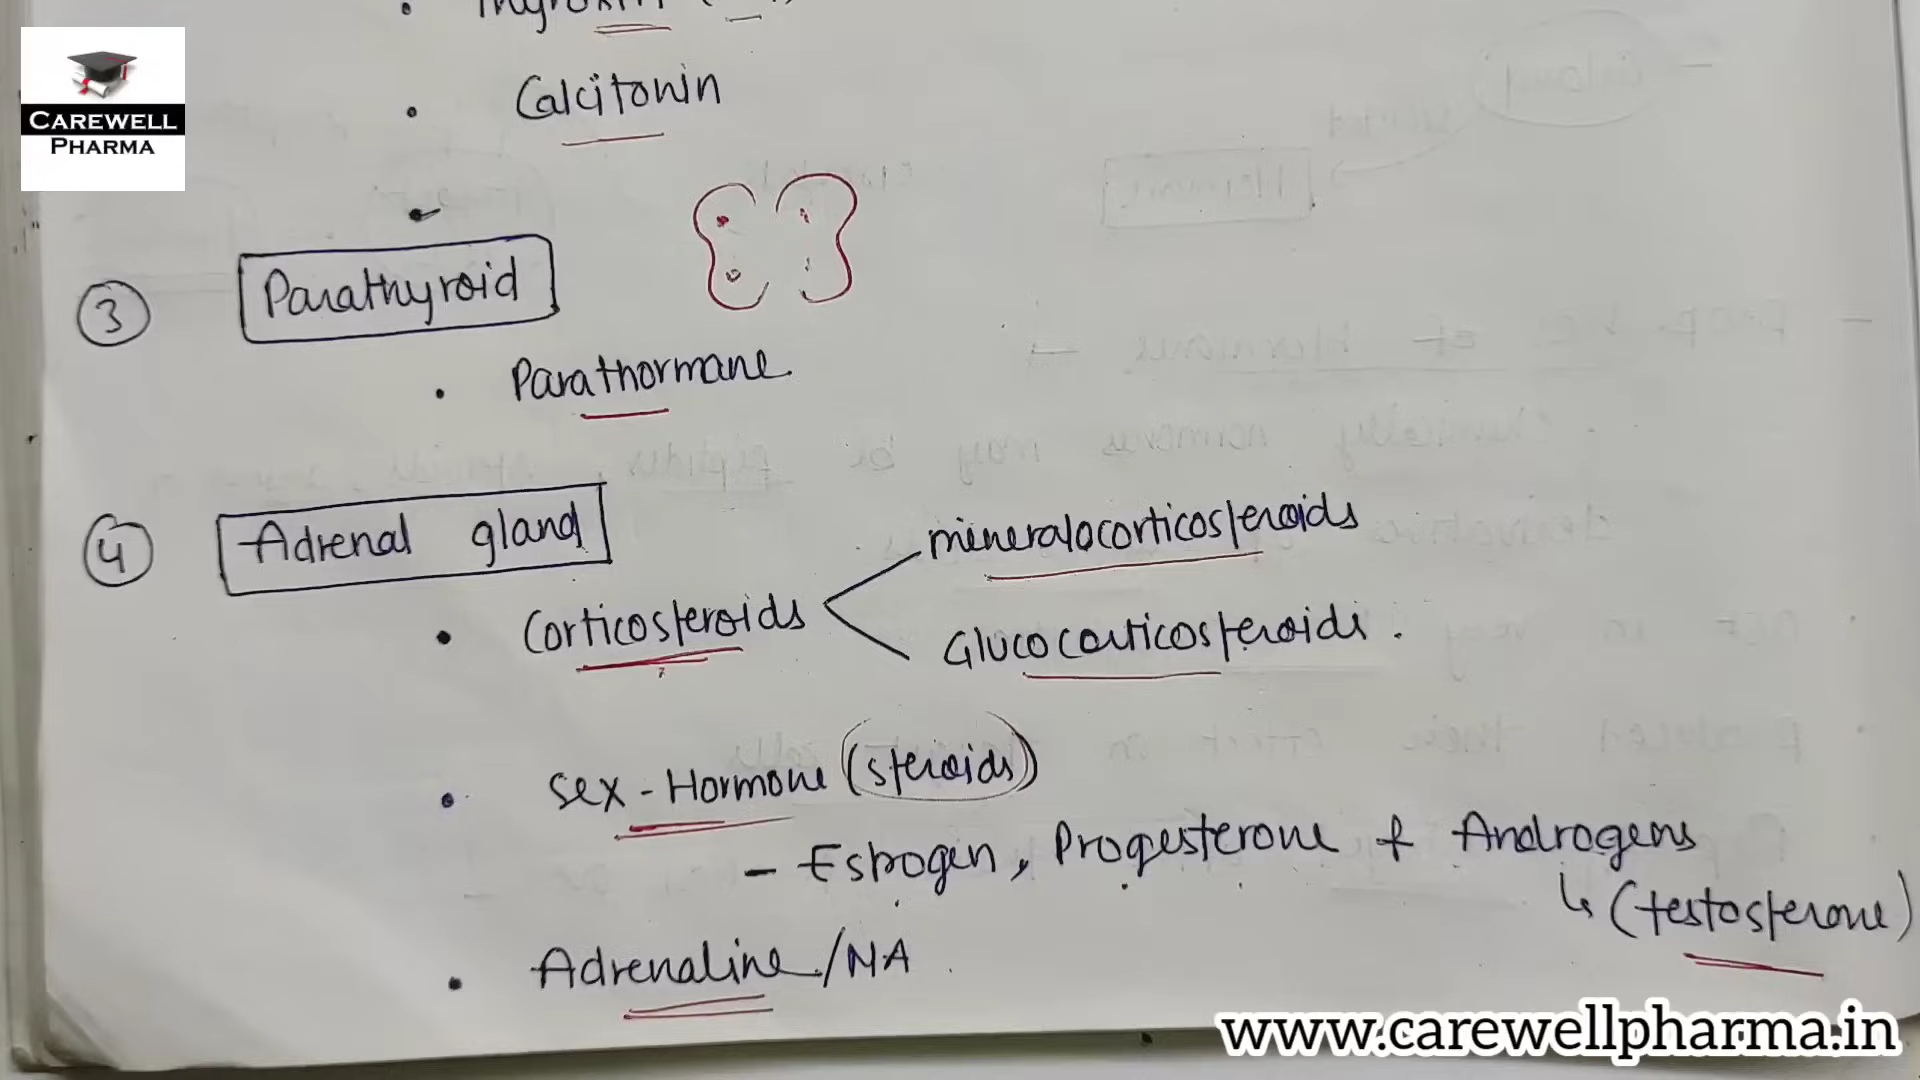 Calcitonin
CAREWELL
PHARMA
3 Parathyroid
• Parathormane
4 Adrenal gland
mineralocorticosteroids
• Corticosteroids
Glucocorticosteroids.
• Sex-Hormone (steroids)
- Estrogen, Progesterone & Androgens
↳ (testosterone)
• Adrenaline/NA
www.carewellpharma.in